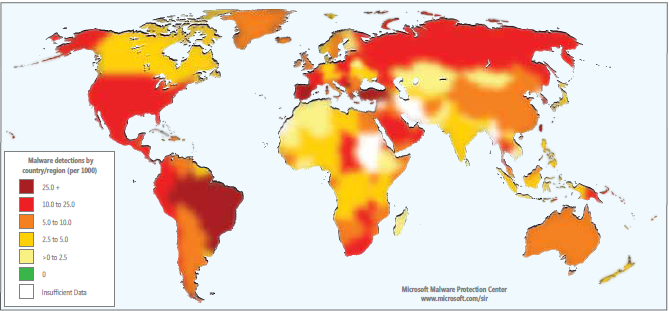 Malware detections by
country/region (per 1000)
25.0 +
10.0 to 25.0
5.0 to 10.0
2.5 to 5.0
>0 to 2.5
0
Insufficient Data
Microsoft Malware Protection Center
www.microsoft.com/sir